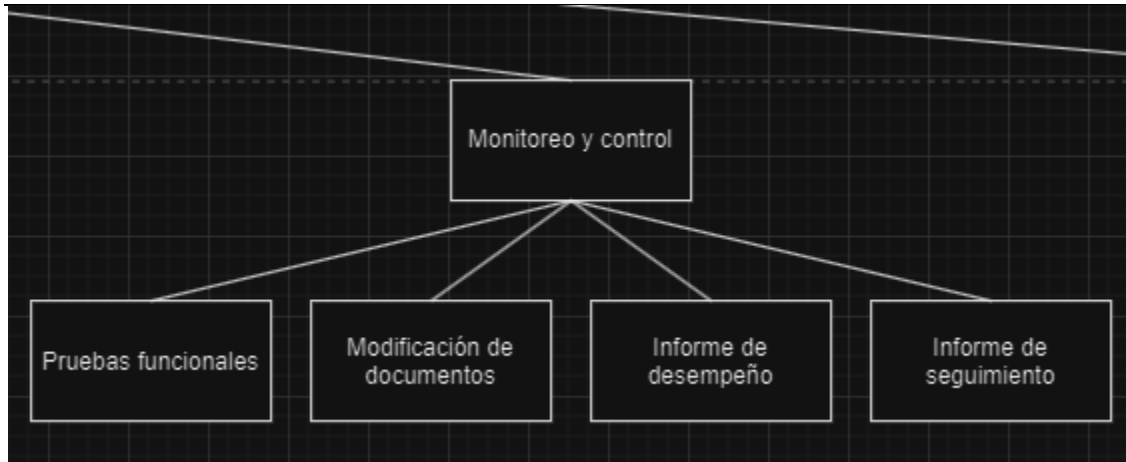 Monitoreo y control
Pruebas funcionales
Modificación de
documentos
Informe de
desempeño
Informe de
seguimiento